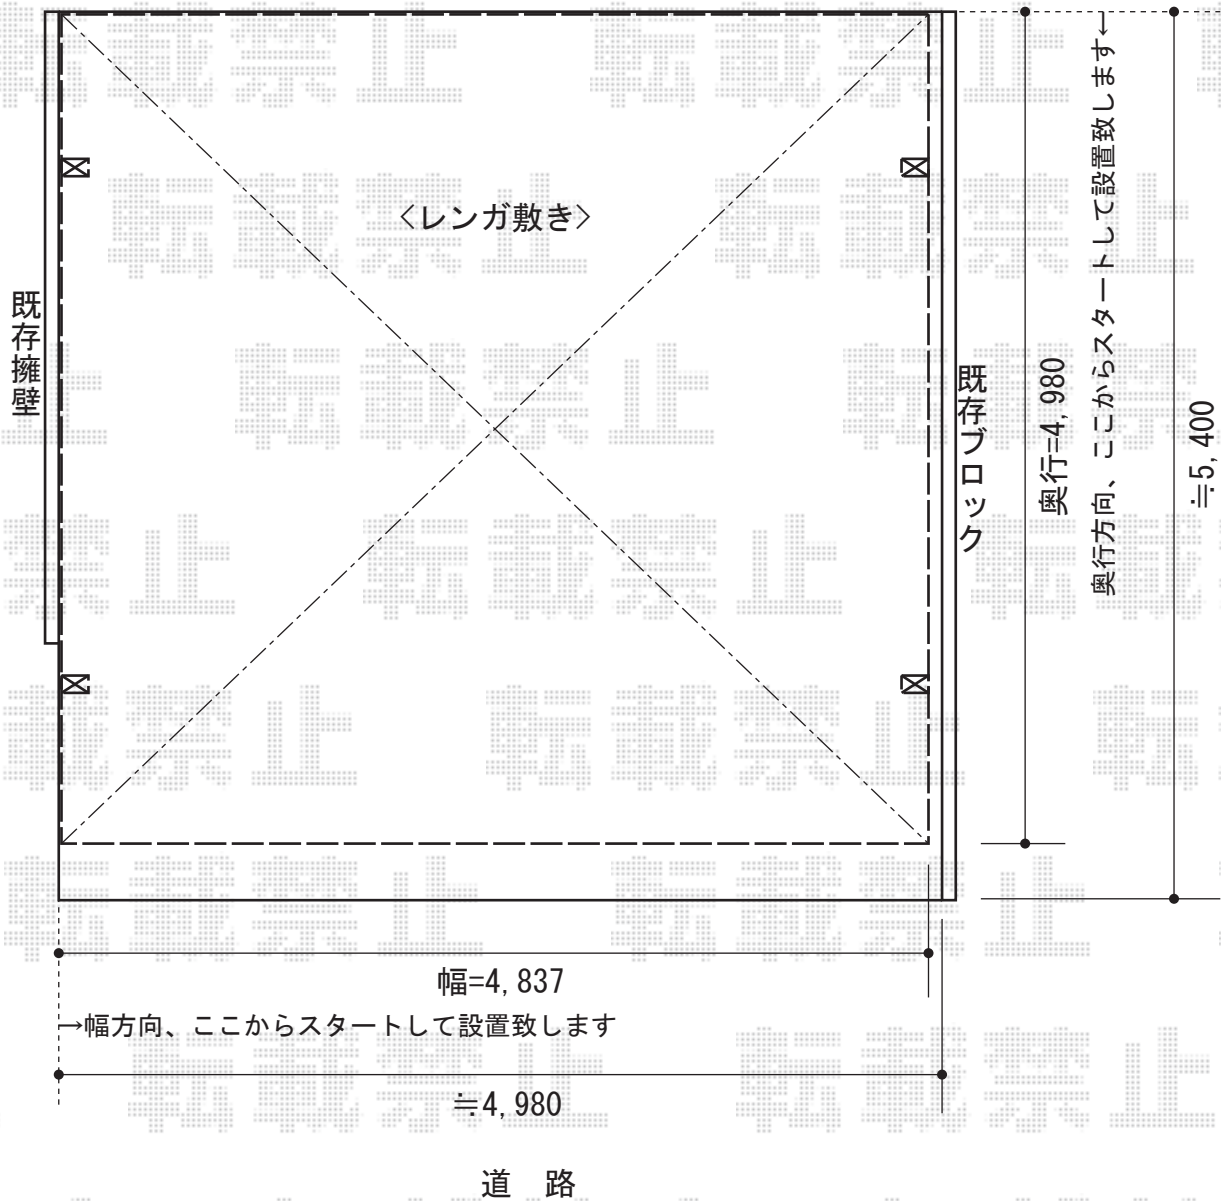 〈レンガ敷き〉
既存擁壁
既存ブロック
奥行=4,980
奥行方向、ここからスタートして設置致します←
≒5,400
幅=4,837
→幅方向、ここからスタートして設置致します
≒4,980
道 路
転載禁止